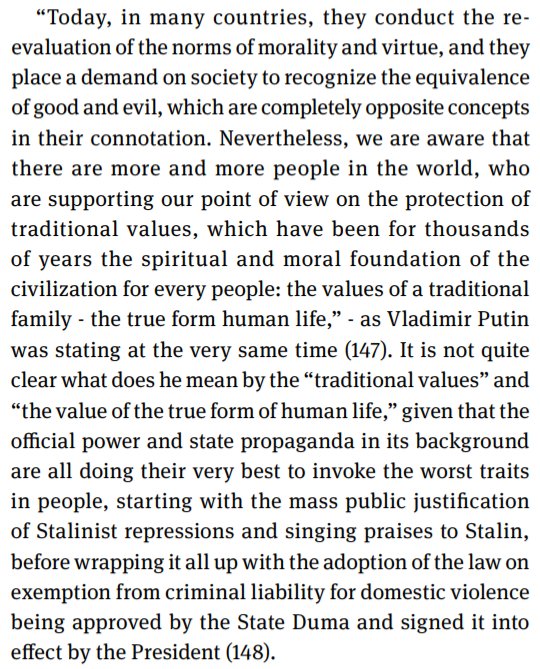 “Today, in many countries, they conduct the re-
evaluation of the norms of morality and virtue, and they
place a demand on society to recognize the equivalence
of good and evil, which are completely opposite concepts
in their connotation. Nevertheless, we are aware that
there are more and more people in the world, who
are supporting our point of view on the protection of
traditional values, which have been for thousands
of years the spiritual and moral foundation of the
civilization for every people: the values of a traditional
family - the true form human life,” - as Vladimir Putin
was stating at the very same time (147). It is not quite
clear what does he mean by the “traditional values” and
“the value of the true form of human life,” given that the
official power and state propaganda in its background
are all doing their very best to invoke the worst traits
in people, starting with the mass public justification
of Stalinist repressions and singing praises to Stalin,
before wrapping it all up with the adoption of the law on
exemption from criminal liability for domestic violence
being approved by the State Duma and signed it into
effect by the President (148).